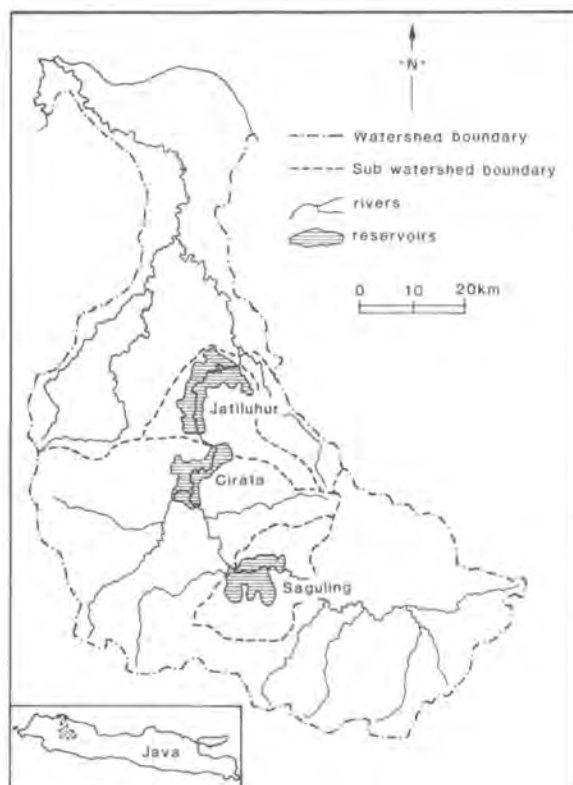 "N"
Watershed boundary
Sub watershed boundary
rivers
reservoirs
0 10 20km
Jatiluhur
Cirata
Saguling
Java